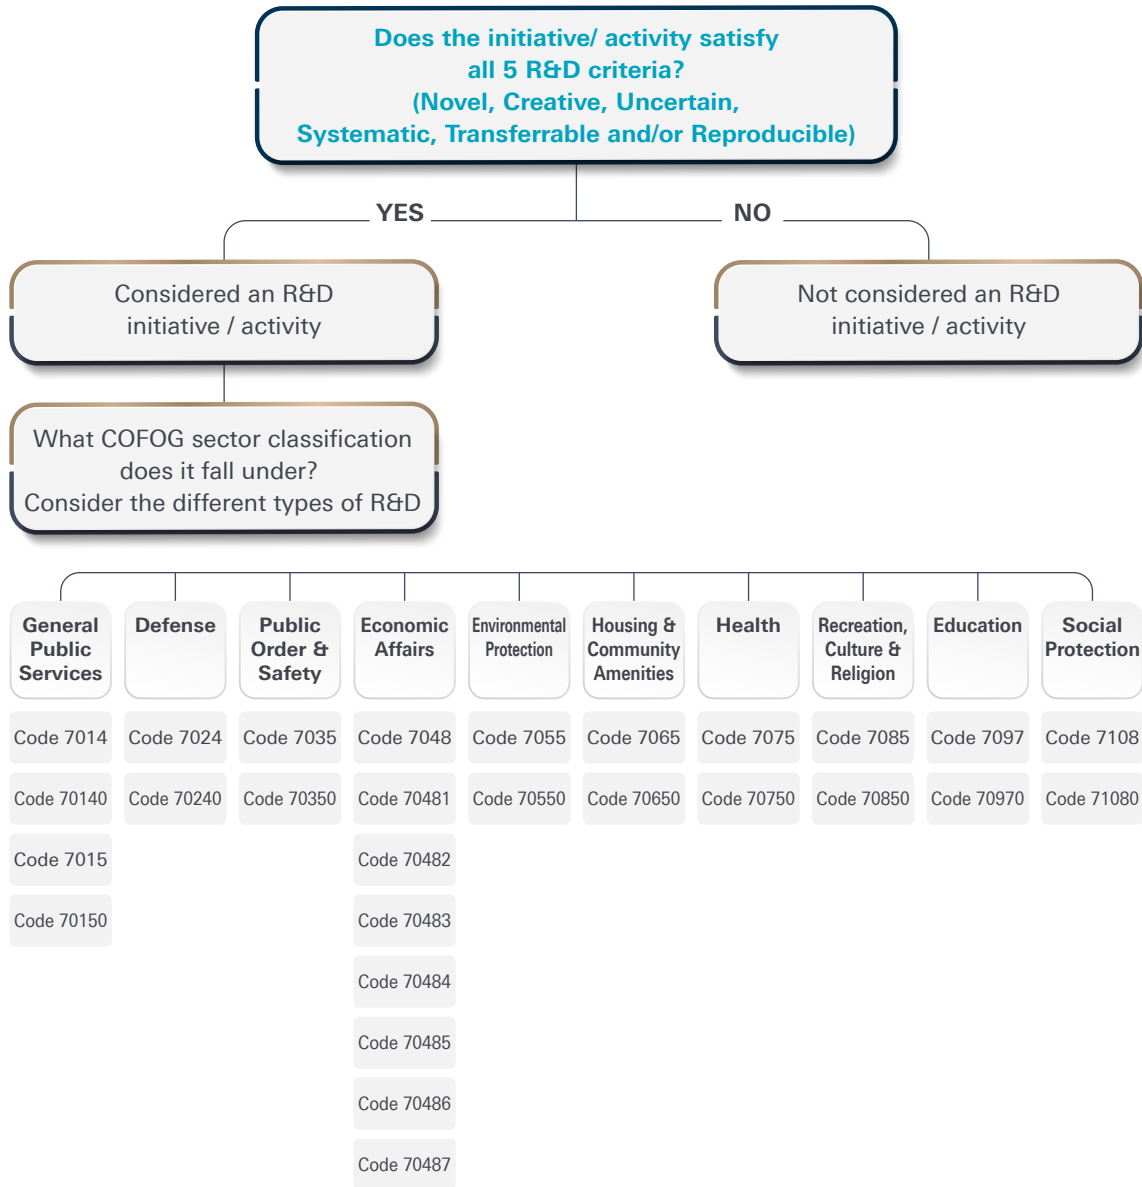 Does the initiative/ activity satisfy
all 5 R&D criteria?
(Novel, Creative, Uncertain,
Systematic, Transferrable and/or Reproducible)
YES
NO
Considered an R&D
initiative / activity
Not considered an R&D
initiative / activity
What COFOG sector classification
does it fall under?
Consider the different types of R&D
General
Public
Services
Defense
Public
Order &
Safety
Economic
Affairs
Environmental
Protection
Housing &
Community
Amenities
Health
Recreation,
Culture &
Religion
Education
Social
Protection
Code 7014
Code 7024
Code 7035
Code 7048
Code 7055
Code 7065
Code 7075
Code 7085
Code 7097
Code 7108
Code 70140
Code 70240
Code 70350
Code 70481
Code 70550
Code 70650
Code 70750
Code 70850
Code 70970
Code 71080
Code 7015
Code 70482
Code 70150
Code 70483
Code 70484
Code 70485
Code 70486
Code 70487